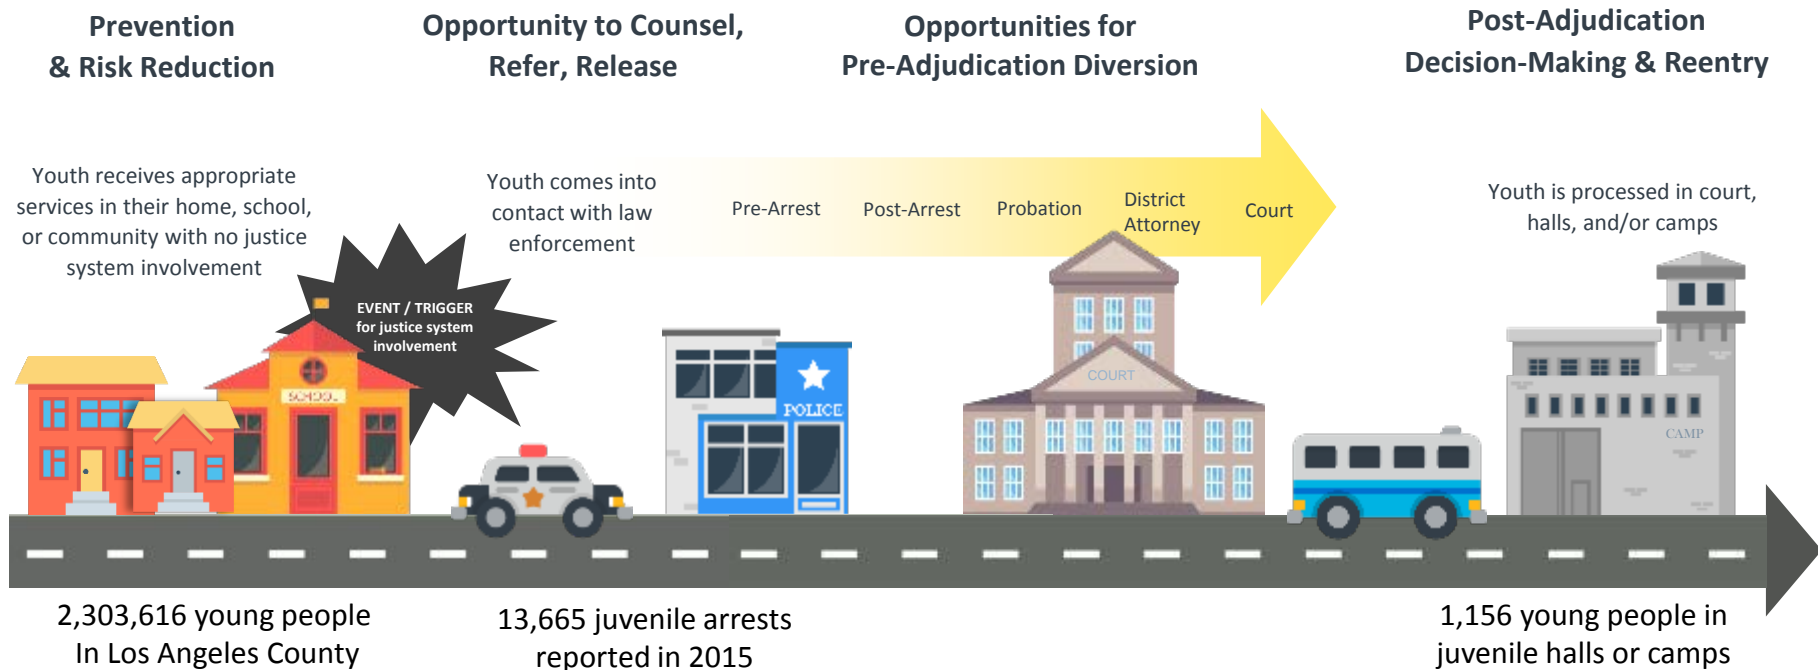 Prevention
& Risk Reduction
Opportunity to Counsel,
Refer, Release
Opportunities for
Pre-Adjudication Diversion
Post-Adjudication
Decision-Making & Reentry
Youth receives appropriate
services in their home, school,
or community with no justice
system involvement
EVENT / TRIGGER
for justice system
involvement
Youth comes into
contact with law
enforcement
Pre-Arrest
Post-Arrest
Probation
District
Attorney
Court
Youth is processed in court,
halls, and/or camps
SCHOOL
POLICE
COURT
CAMP
2,303,616 young people
In Los Angeles County
13,665 juvenile arrests
reported in 2015
1,156 young people in
juvenile halls or camps